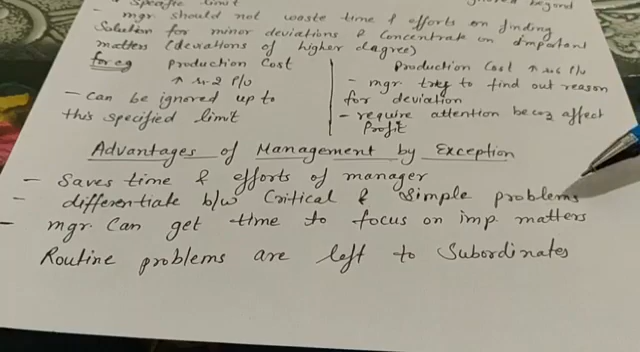 - Specific limit
beyond
- mgr should not waste time & efforts on finding
Solution for minor deviations & Concentrate on important
matters (deviations of higher degree)
for eg production Cost
↑ 2 P/u
- Can be ignored up to
this specified limit
Production Cost ↑ P/u
- mgr try to find out reason
for deviation
- require attention becoz affect
Profit
Advantages of Management by Exception
- Saves time & efforts of manager
- differentiate b/w Critical & Simple problems
- mgr Can get time to focus on imp matters
Routine problems are left to Subordinates